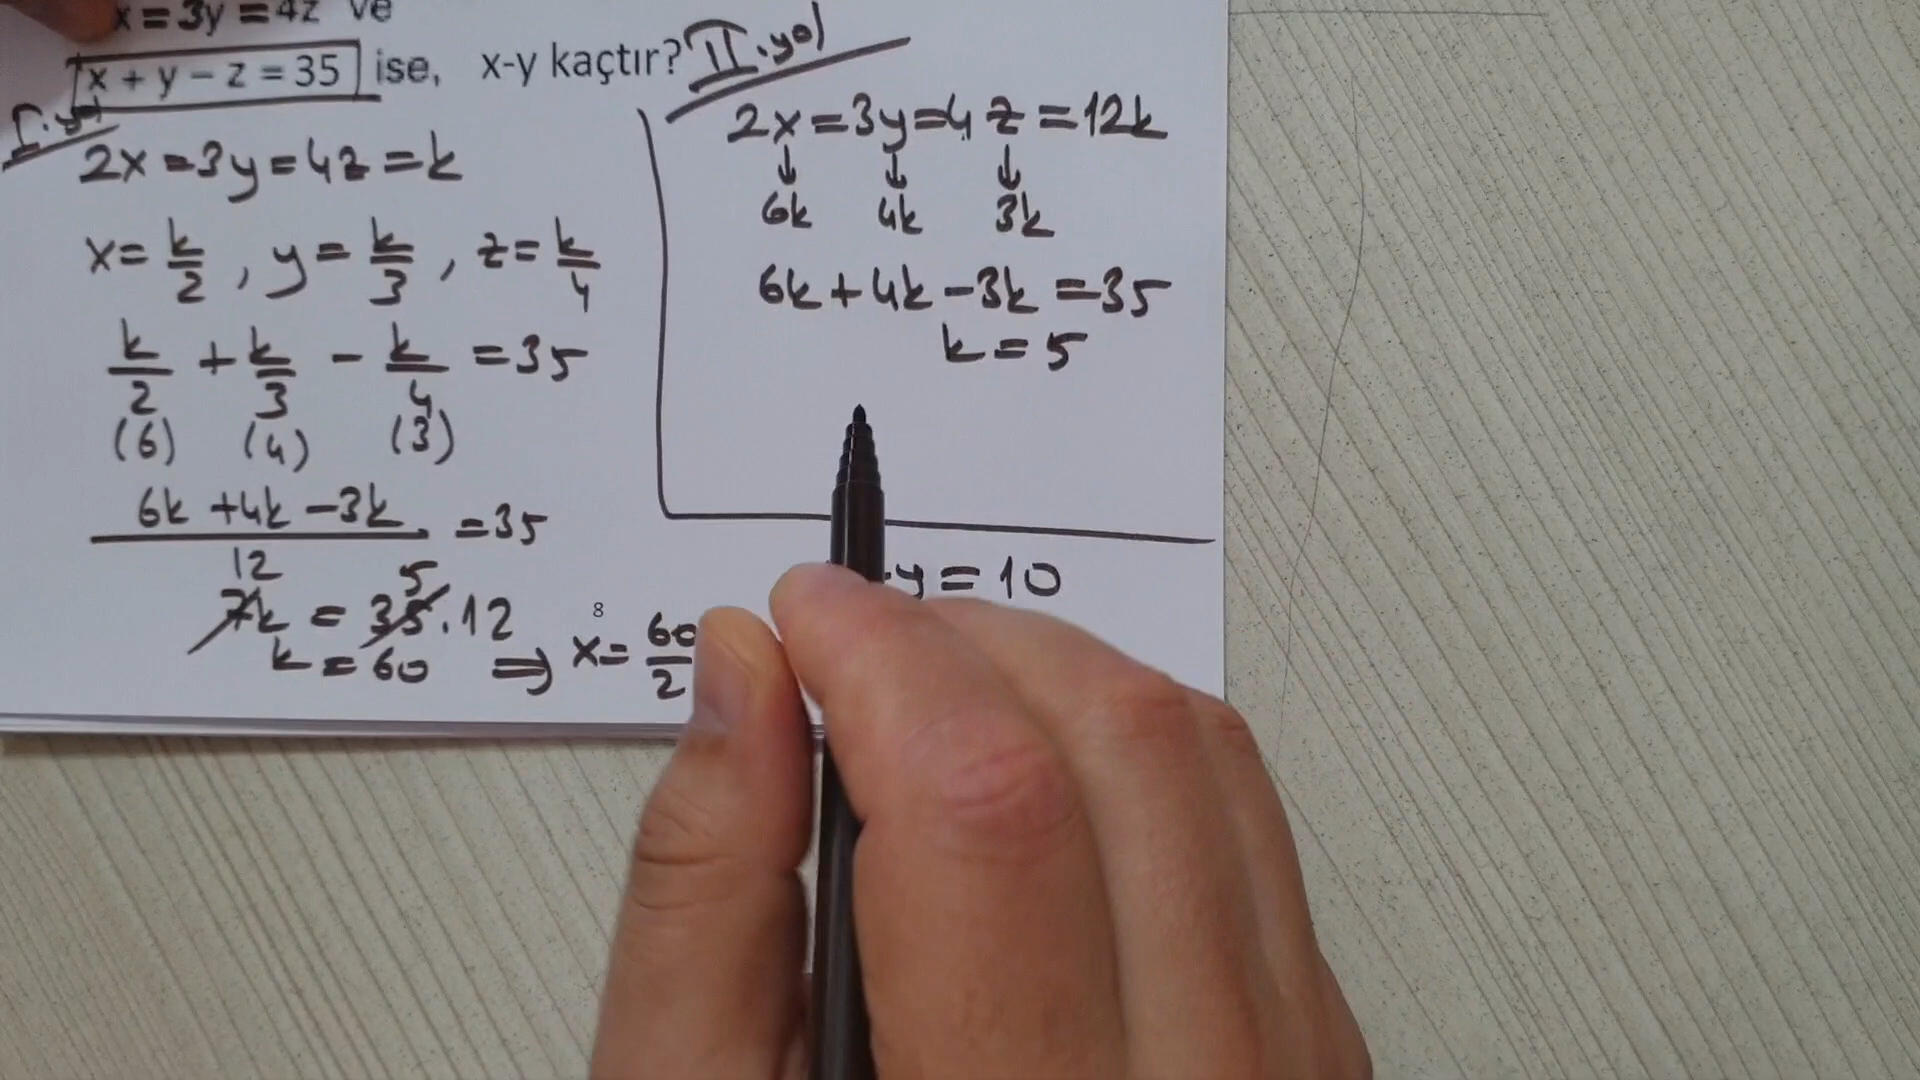 x = 3y = 4z ve
x + y – z = 35 ise, x-y kaçtır?
I. yol
2x = 3y = 4z = k
x = k/2 , y = k/3 , z = k/4
k/2 + k/3 - k/4 = 35
(6) (4) (3)
6k + 4k - 3k / 12 = 35
7k = 35 . 12
5
k = 60 ⇒ x = 60/2
8
II. yol
2x = 3y = 4z = 12k
↓ ↓ ↓
6k 4k 3k
6k + 4k - 3k = 35
k = 5
-y = 10